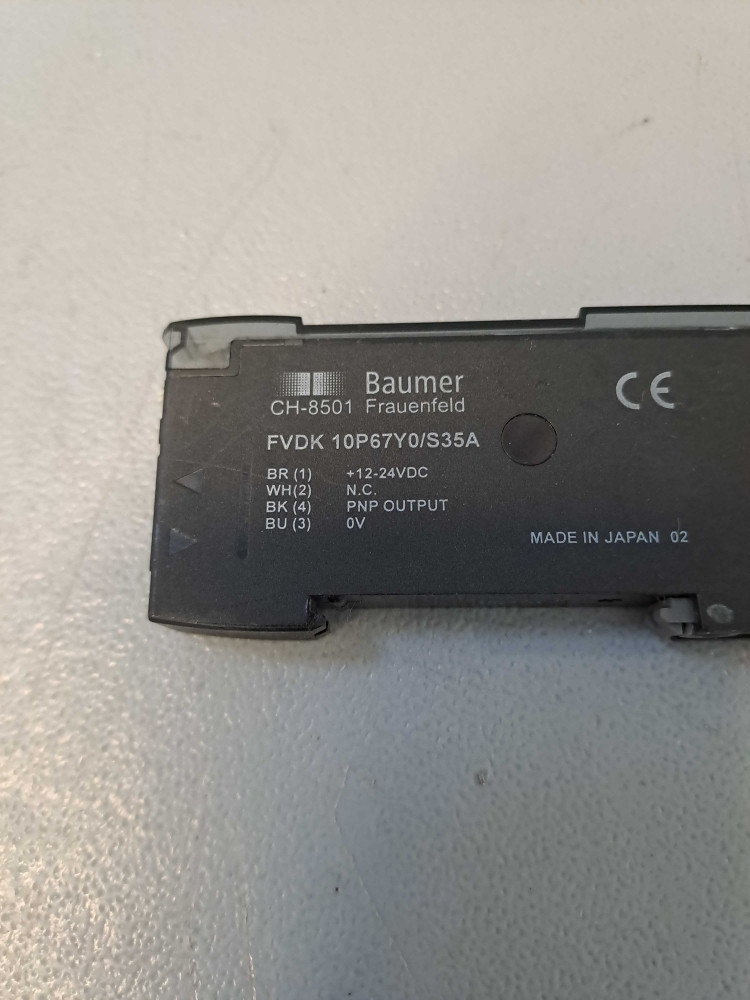 Baumer
CH-8501 Frauenfeld
CE
FVDK 10P67Y0/S35A
BR (1) +12-24VDC
WH(2) N.C.
BK (4) PNP OUTPUT
BU (3) 0V
MADE IN JAPAN 02